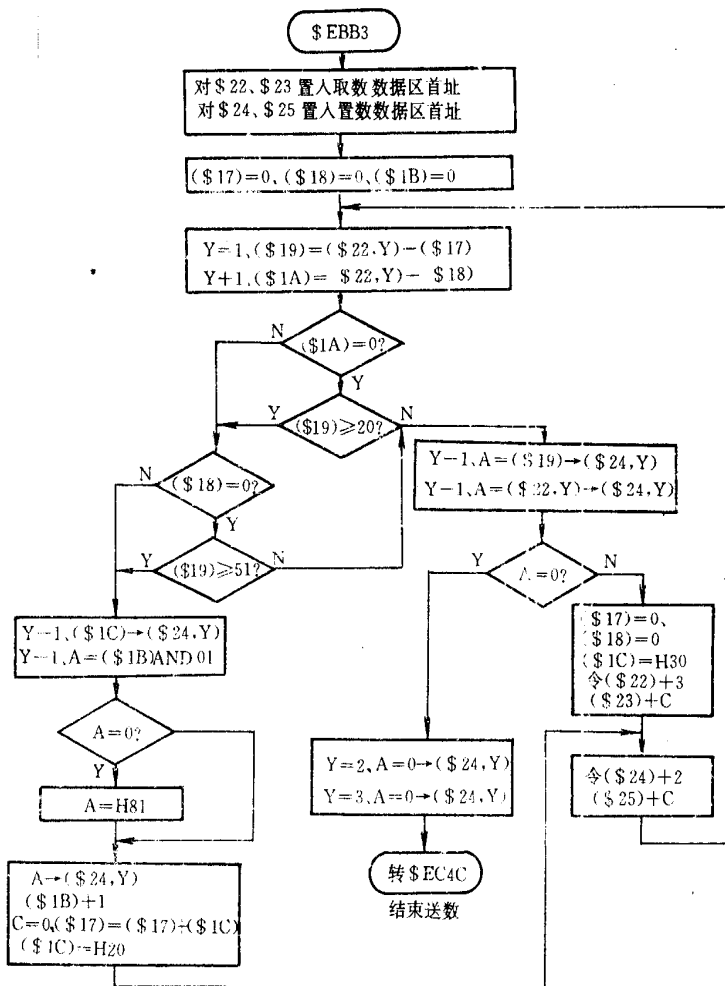 $EBB3
对$22、$23置入取数数据区首址
对$24、$25置入置数数据区首址
($17)=0、($18)=0、($1B)=0
Y-1、($19)=($22,Y)-($17)
Y+1、($1A)= $22,Y)- $18)
N
($1A)=0?
Y
Y
($19)≥20?
N
Y-1、A=($19)→($24,Y)
Y-1、A=($22,Y)→($24,Y)
N
($18)=0?
Y
Y
($19)≥51?
N
Y
A=0?
N
Y-1、($1C)→($24,Y)
Y-1、A=($1B)AND 01
($17)=0、
($18)=0
($1C)=H30
令($22)+3
($23)+C
A=0?
Y
A=H81
Y=2、A=0→($24,Y)
Y=3、A=0→($24,Y)
令($24)+2
($25)+C
A→($24,Y)
($1B)+1
C=0,($17)=($17)+($1C)
($1C)=H20
转$EC4C
结束送数